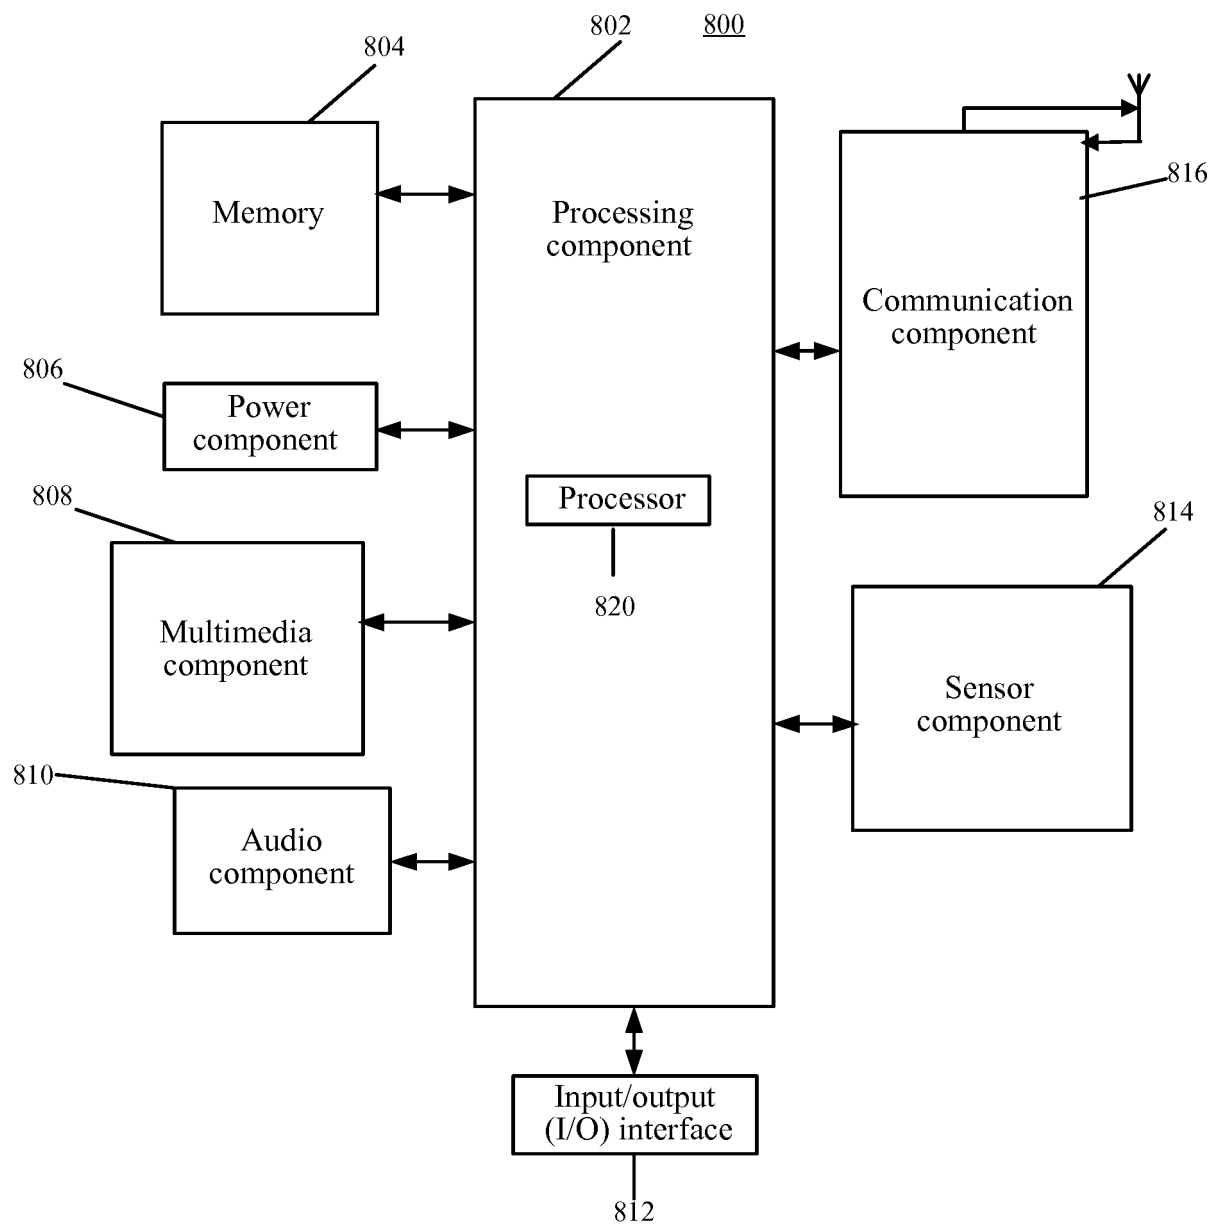 800
802
804
Memory
Processing
component
816
Communication
component
806
Power
component
Processor
820
808
Multimedia
component
814
Sensor
component
810
Audio
component
Input/output
(I/O) interface
812